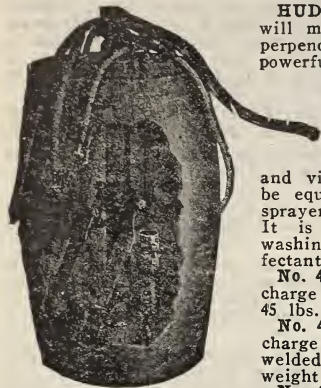 HUD
will m
perpend
powerfu
and vi
be equ
sprayer
It is
washin
fectant
No. 4
charge
45 lbs.
No. 4
charge
welded
weight